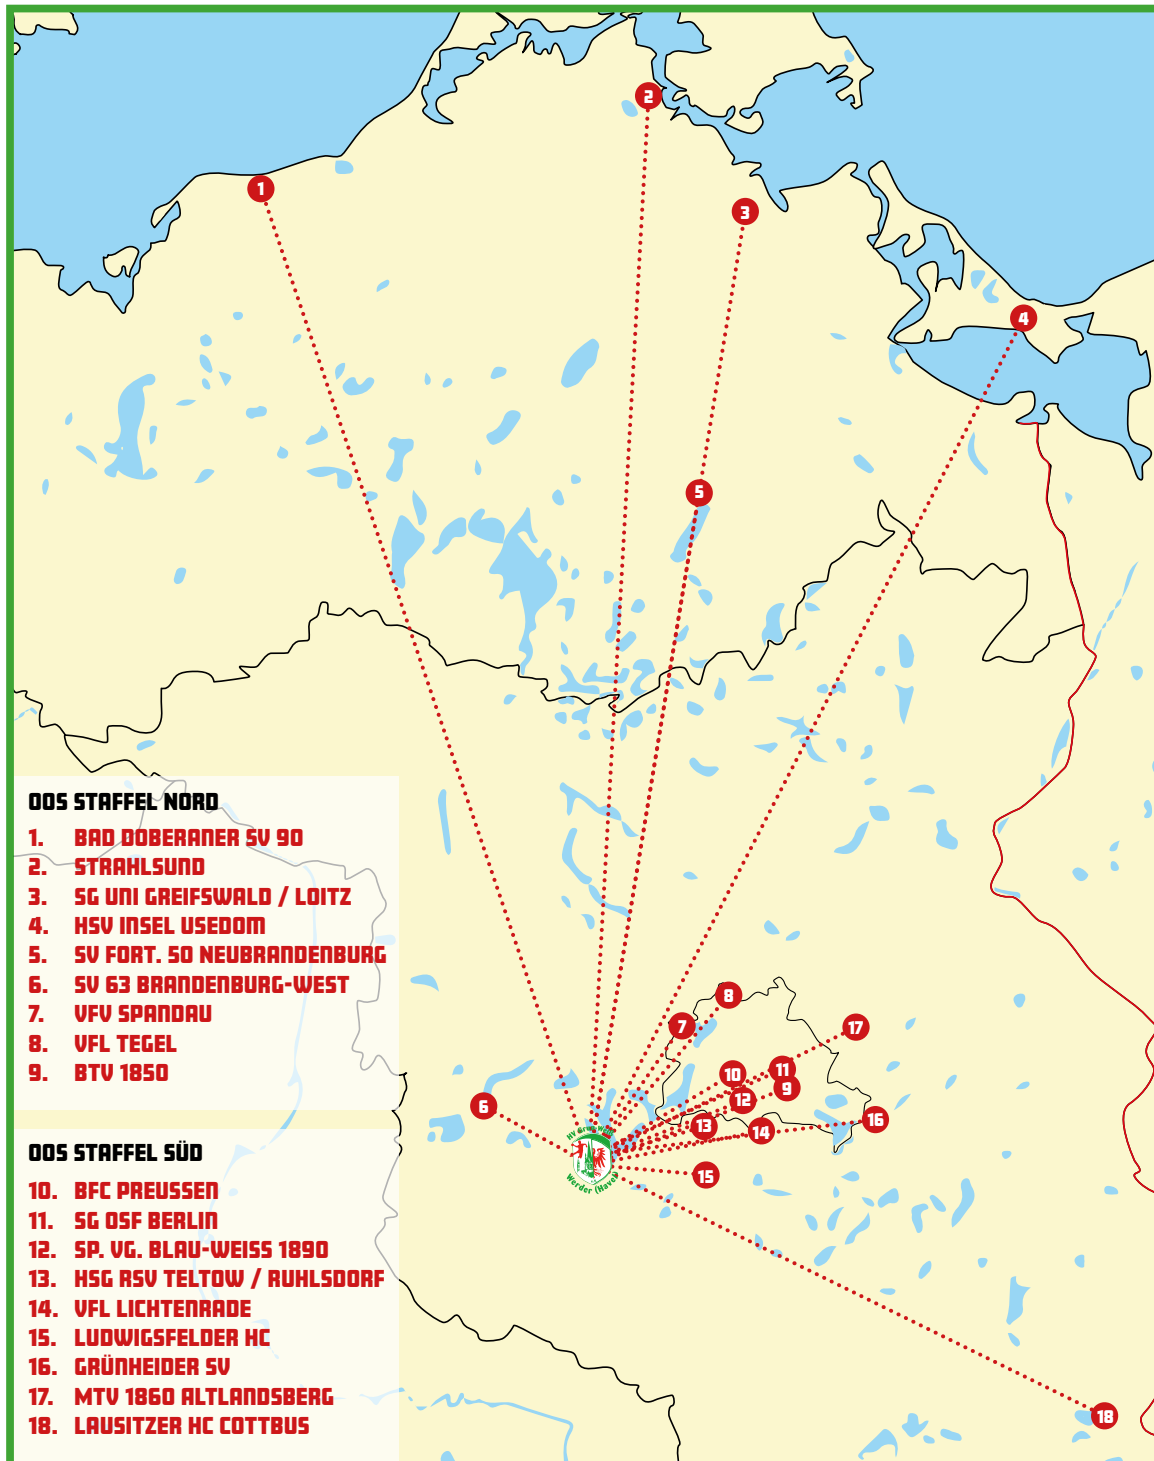 1
2
3
4
5
OOS STAFFEL NORD
1. BAD DOBERANER SV 90
2. STRAHLSUND
3. SG UNI GREIFSWALD / LOITZ
4. HSV INSEL USEDOM
5. SV FORT. 50 NEUBRANDENBURG
6. SV 63 BRANDENBURG-WEST
7. VFV SPANDAU
8. VFL TEGEL
9. BTV 1850
8
7
17
10
11
9
12
6
13
14
16
15
HV Grün-Weiß
Werder (Havel)
OOS STAFFEL SÜD
10. BFC PREUSSEN
11. SG OSF BERLIN
12. SP. VG. BLAU-WEISS 1890
13. HSG RSV TELTOW / RUHLSDORF
14. VFL LICHTENRADE
15. LUDWIGSFELDER HC
16. GRÜNHEIDER SV
17. MTV 1860 ALTLANDSBERG
18. LAUSITZER HC COTTBUS
18